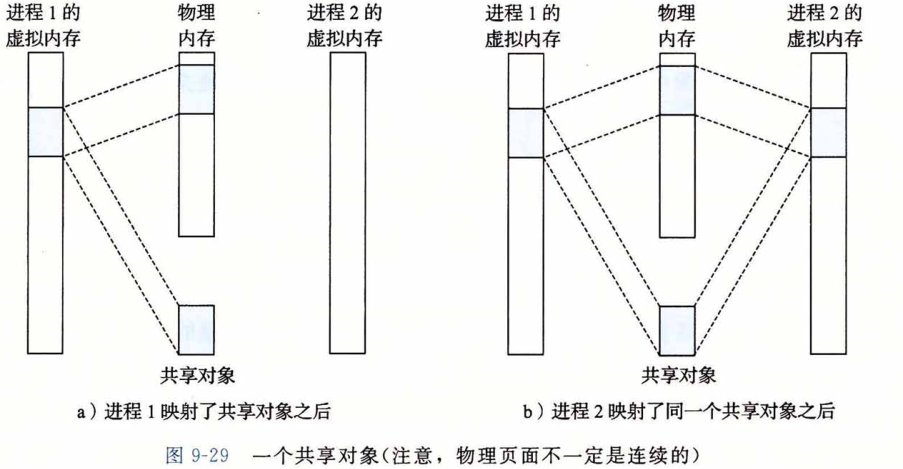 进程 1 的
虚拟内存
物理
内存
进程 2 的
虚拟内存
共享对象
a）进程 1 映射了共享对象之后
进程 1 的
虚拟内存
物理
内存
进程 2 的
虚拟内存
共享对象
b）进程 2 映射了同一个共享对象之后
图 9-29 一个共享对象(注意，物理页面不一定是连续的)